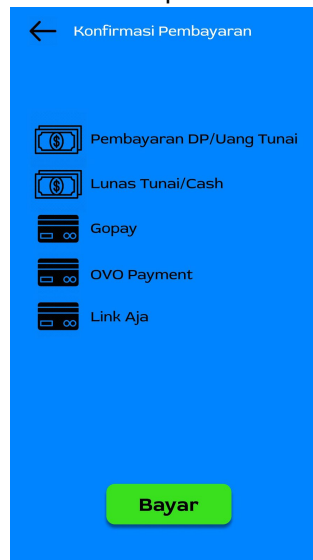 Konfirmasi Pembayaran
Pembayaran DP/Uang Tunai
Lunas Tunai/Cash
Gopay
OVO Payment
Link Aja
Bayar